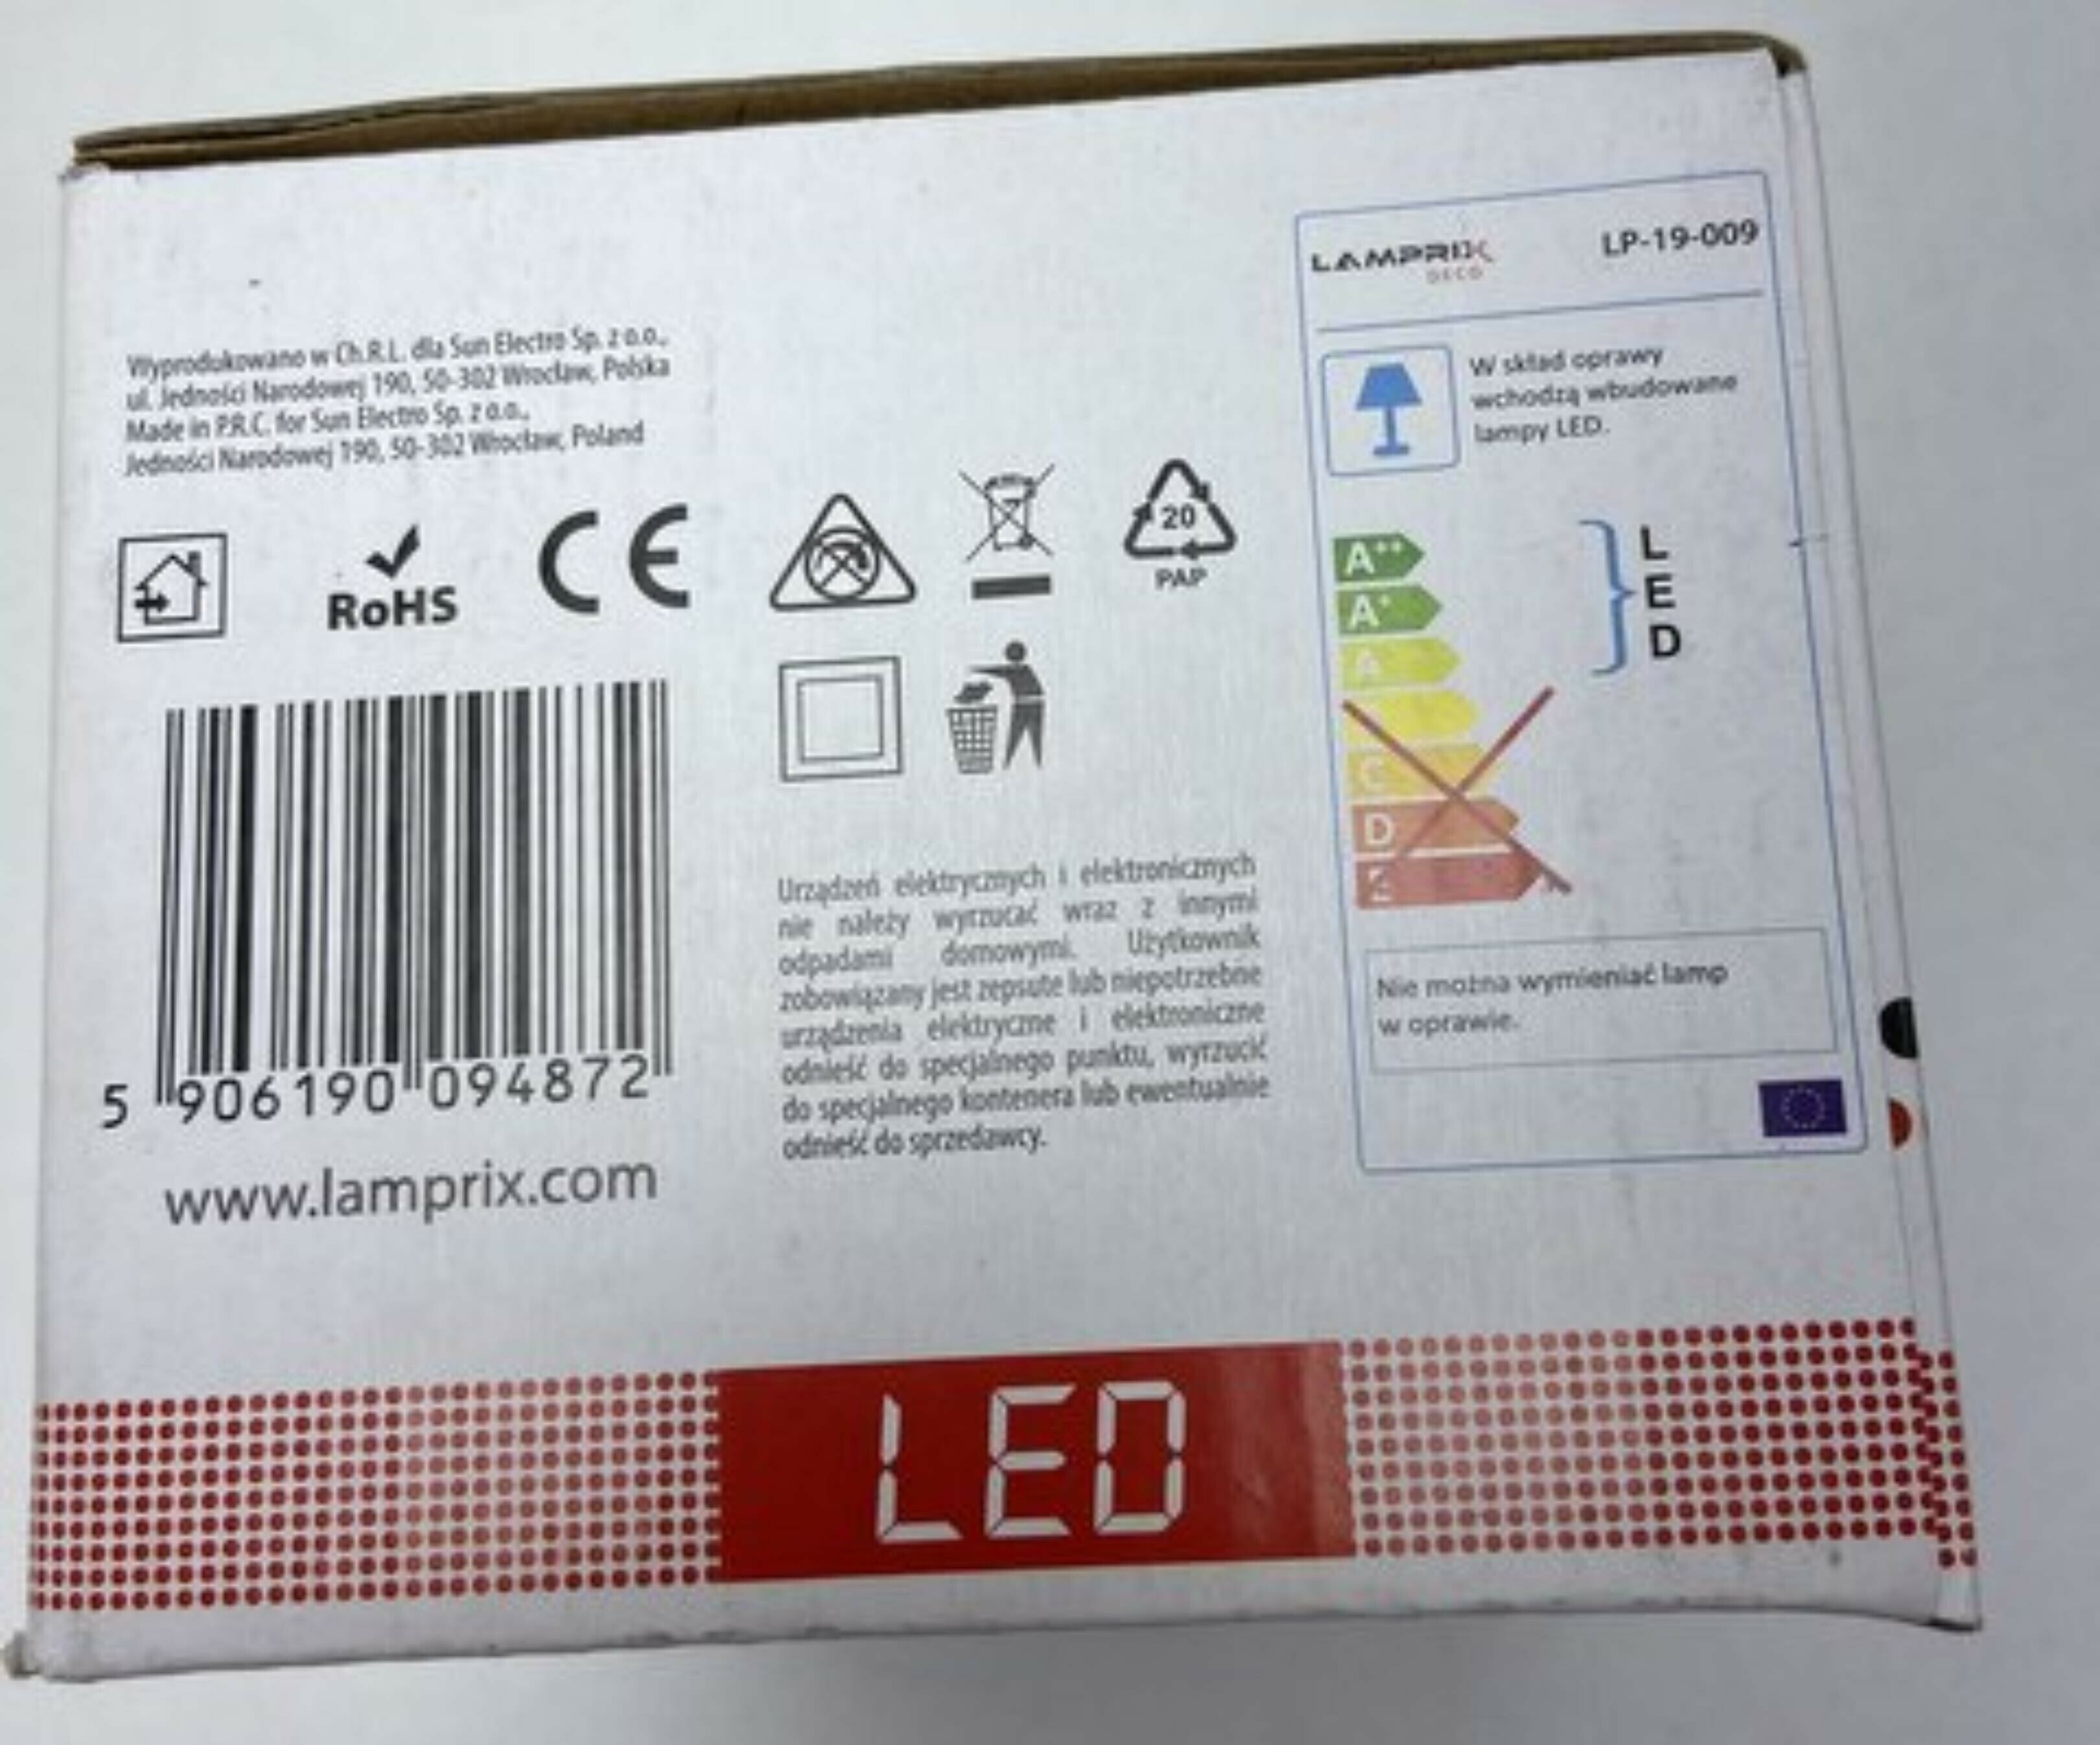 Wyprodukowano w Ch.R.L. dla Sun Electro Sp. z o.o.,
ul. Jedności Narodowej 190, 50-302 Wrocław, Polska
Made in P.R.C. for Sun Electro Sp. z o.o.,
Jedności Narodowej 190, 50-302 Wrocław, Poland
RoHS
CE
20
PAP
5 906190 094872
www.lamprix.com
Urządzeń elektrycznych i elektronicznych
nie należy wyrzucać wraz z innymi
odpadami domowymi. Użytkownik
zobowiązany jest zepsute lub niepotrzebne
urządzenia elektryczne i elektroniczne
odnieść do specjalnego punktu, wyrzucić
do specjalnego kontenera lub ewentualnie
odnieść do sprzedawcy.
LAMPRIX
DECO
LP-19-009
W skład oprawy
wchodzą wbudowane
lampy LED.
A++
A+
A
C
D
E
L
E
D
Nie można wymieniać lamp
w oprawie.
LED